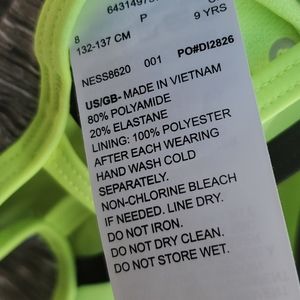 8
P
9 YRS
132-137 CM
NESS8620 001 PO#DI2826
US/GB- MADE IN VIETNAM
80% POLYAMIDE
20% ELASTANE
LINING: 100% POLYESTER
AFTER EACH WEARING
HAND WASH COLD
SEPARATELY.
NON-CHLORINE BLEACH
IF NEEDED. LINE DRY.
DO NOT IRON.
DO NOT DRY CLEAN.
DO NOT STORE WET.